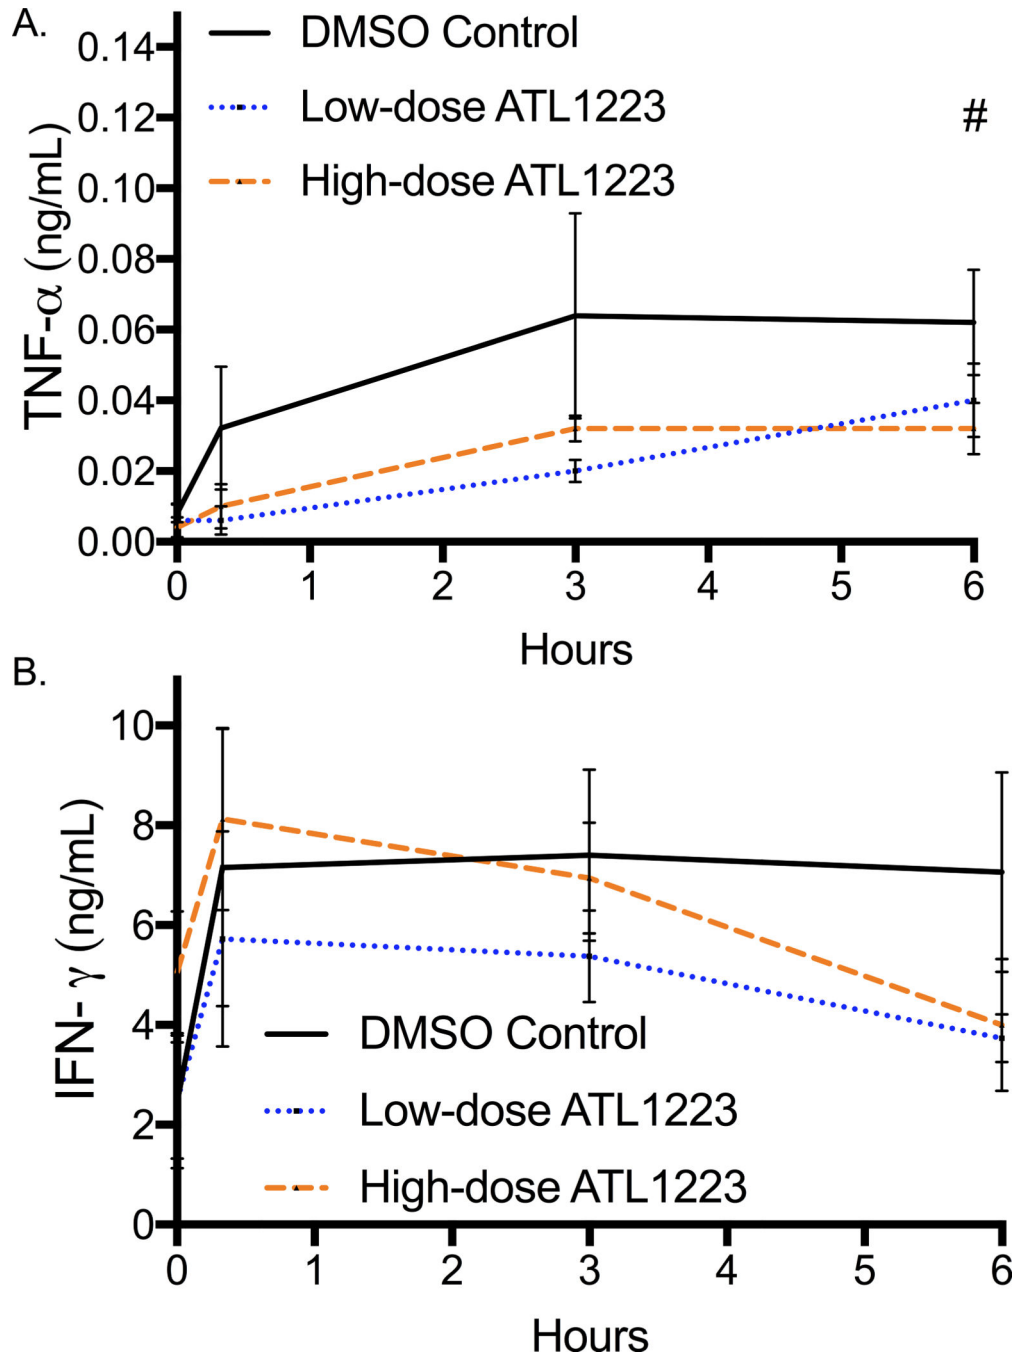 A.
DMSO Control
Low-dose ATL1223
High-dose ATL1223
#
TNF-α (ng/mL)
0.14
0.12
0.10
0.08
0.06
0.04
0.02
0.00
0 1 2 3 4 5 6
Hours
B.
IFN- γ (ng/mL)
10
8
6
4
2
0
DMSO Control
Low-dose ATL1223
High-dose ATL1223
0 1 2 3 4 5 6
Hours